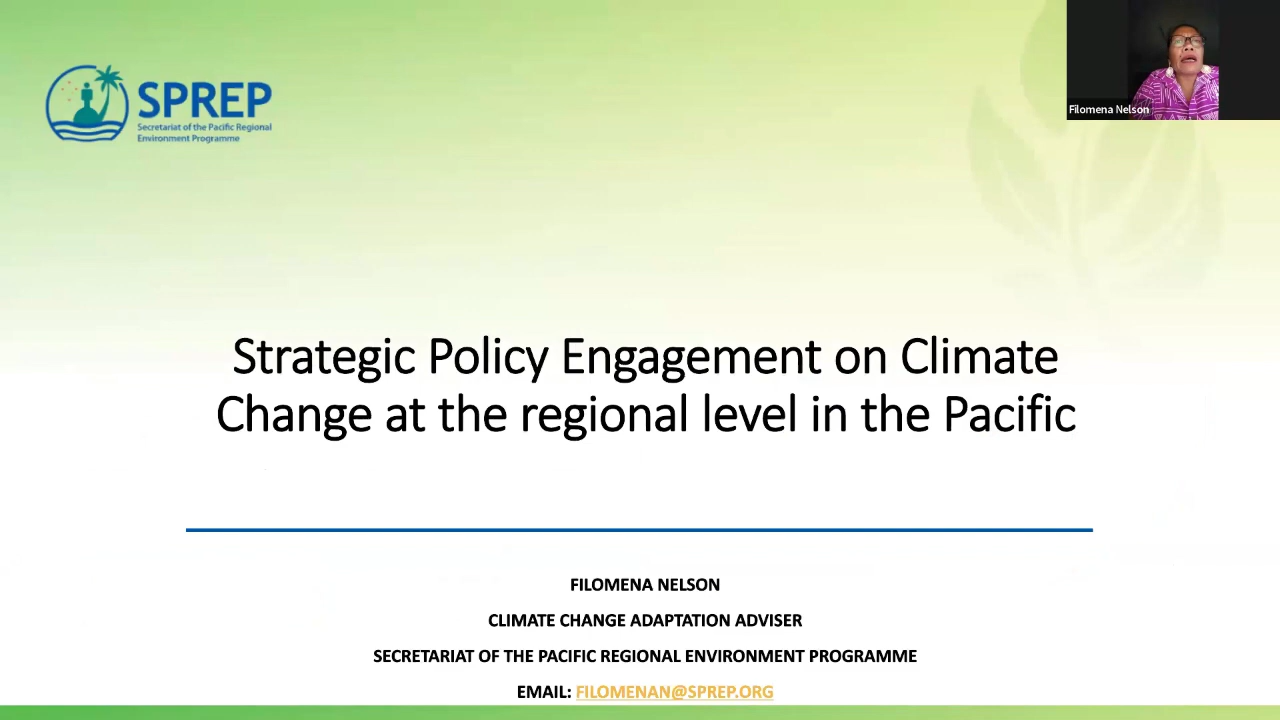 SPREP
Secretariat of the Pacific Regional
Environment Programme
Filomena Nelson
Strategic Policy Engagement on Climate
Change at the regional level in the Pacific
FILOMENA NELSON
CLIMATE CHANGE ADAPTATION ADVISER
SECRETARIAT OF THE PACIFIC REGIONAL ENVIRONMENT PROGRAMME
EMAIL: FILOMENAN@SPREP.ORG